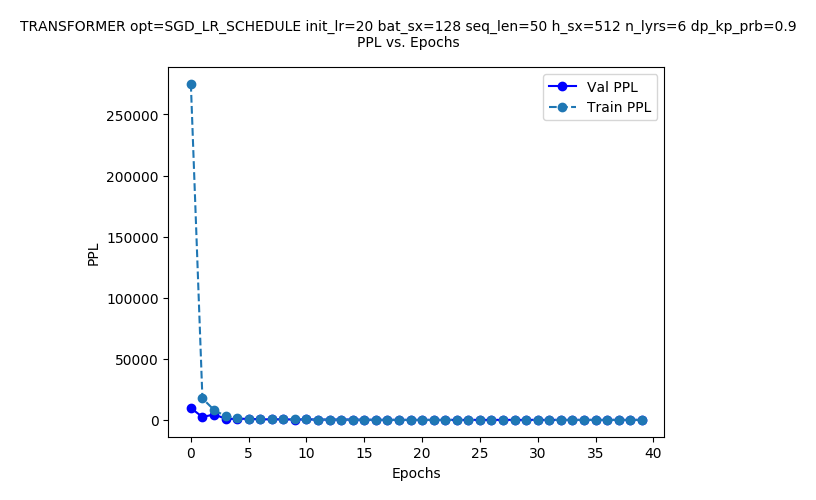 TRANSFORMER opt=SGD_LR_SCHEDULE init_lr=20 bat_sx=128 seq_len=50 h_sx=512 n_lyrs=6 dp_kp_prb=0.9
PPL vs. Epochs
Val PPL
Train PPL
250000
200000
150000
100000
50000
0
PPL
0 5 10 15 20 25 30 35 40
Epochs